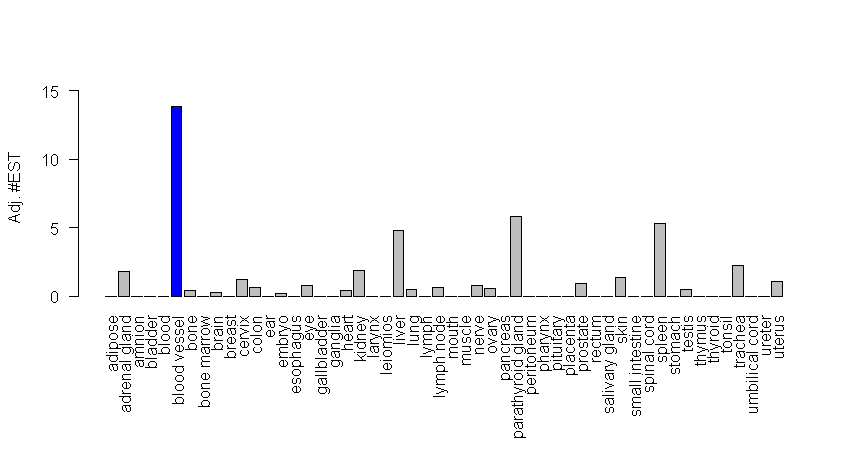 15
10
5
0
Adj. #EST
adipose
adrenal gland
amnion
bladder
blood
blood vessel
bone
bone marrow
brain
breast
cervix
colon
ear
embryo
esophagus
eye
gallbladder
ganglia
heart
kidney
larynx
leiomios
liver
lung
lymph
lymph node
mouth
muscle
nerve
ovary
pancreas
parathyroid gland
peritoneum
pharynx
pituitary
placenta
prostate
rectum
salivary gland
skin
small intestine
spinal cord
spleen
stomach
testis
thymus
thyroid
tonsil
trachea
umbilical cord
ureter
uterus